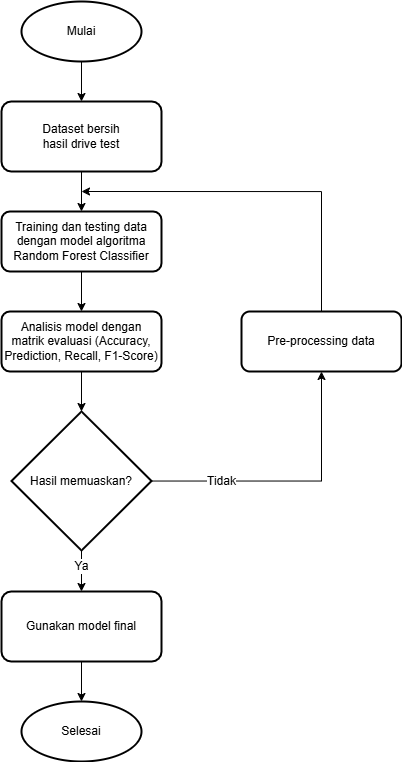 Mulai
Dataset bersih
hasil drive test
Training dan testing data
dengan model algoritma
Random Forest Classifier
Analisis model dengan
matrik evaluasi (Accuracy,
Prediction, Recall, F1-Score)
Pre-processing data
Hasil memuaskan?
Tidak
Ya
Gunakan model final
Selesai